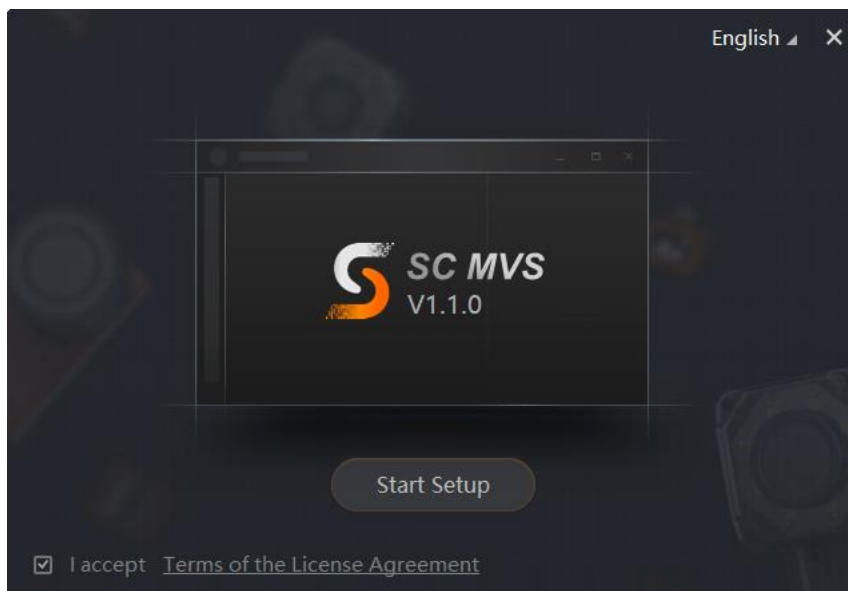 English
SC MVS
V1.1.0
Start Setup
I accept Terms of the License Agreement